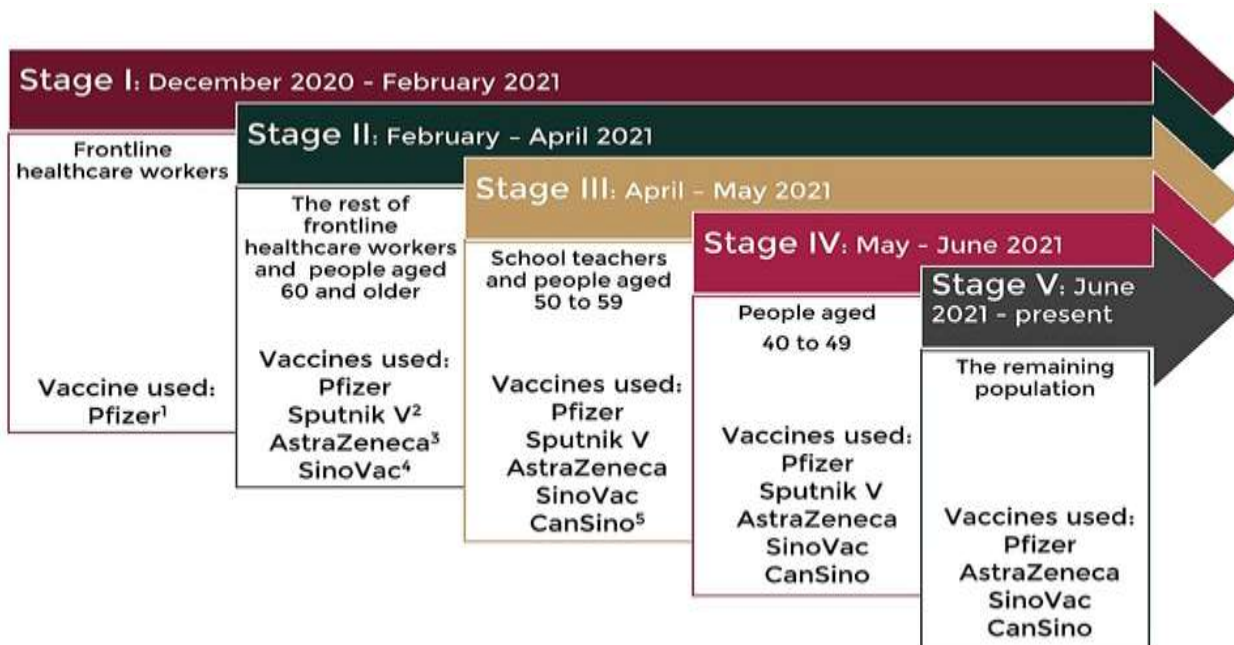 Stage I: December 2020 - February 2021
Frontline
healthcare workers
Vaccine used:
Pfizer¹
Stage II: February – April 2021
The rest of
frontline
healthcare workers
and people aged
60 and older
Vaccines used:
Pfizer
Sputnik V²
AstraZeneca³
SinoVac⁴
Stage III: April – May 2021
School teachers
and people aged
50 to 59
Vaccines used:
Pfizer
Sputnik V
AstraZeneca
SinoVac
CanSino⁵
Stage IV: May - June 2021
People aged
40 to 49
Vaccines used:
Pfizer
Sputnik V
AstraZeneca
SinoVac
CanSino
Stage V: June
2021 - present
The remaining
population
Vaccines used:
Pfizer
AstraZeneca
SinoVac
CanSino